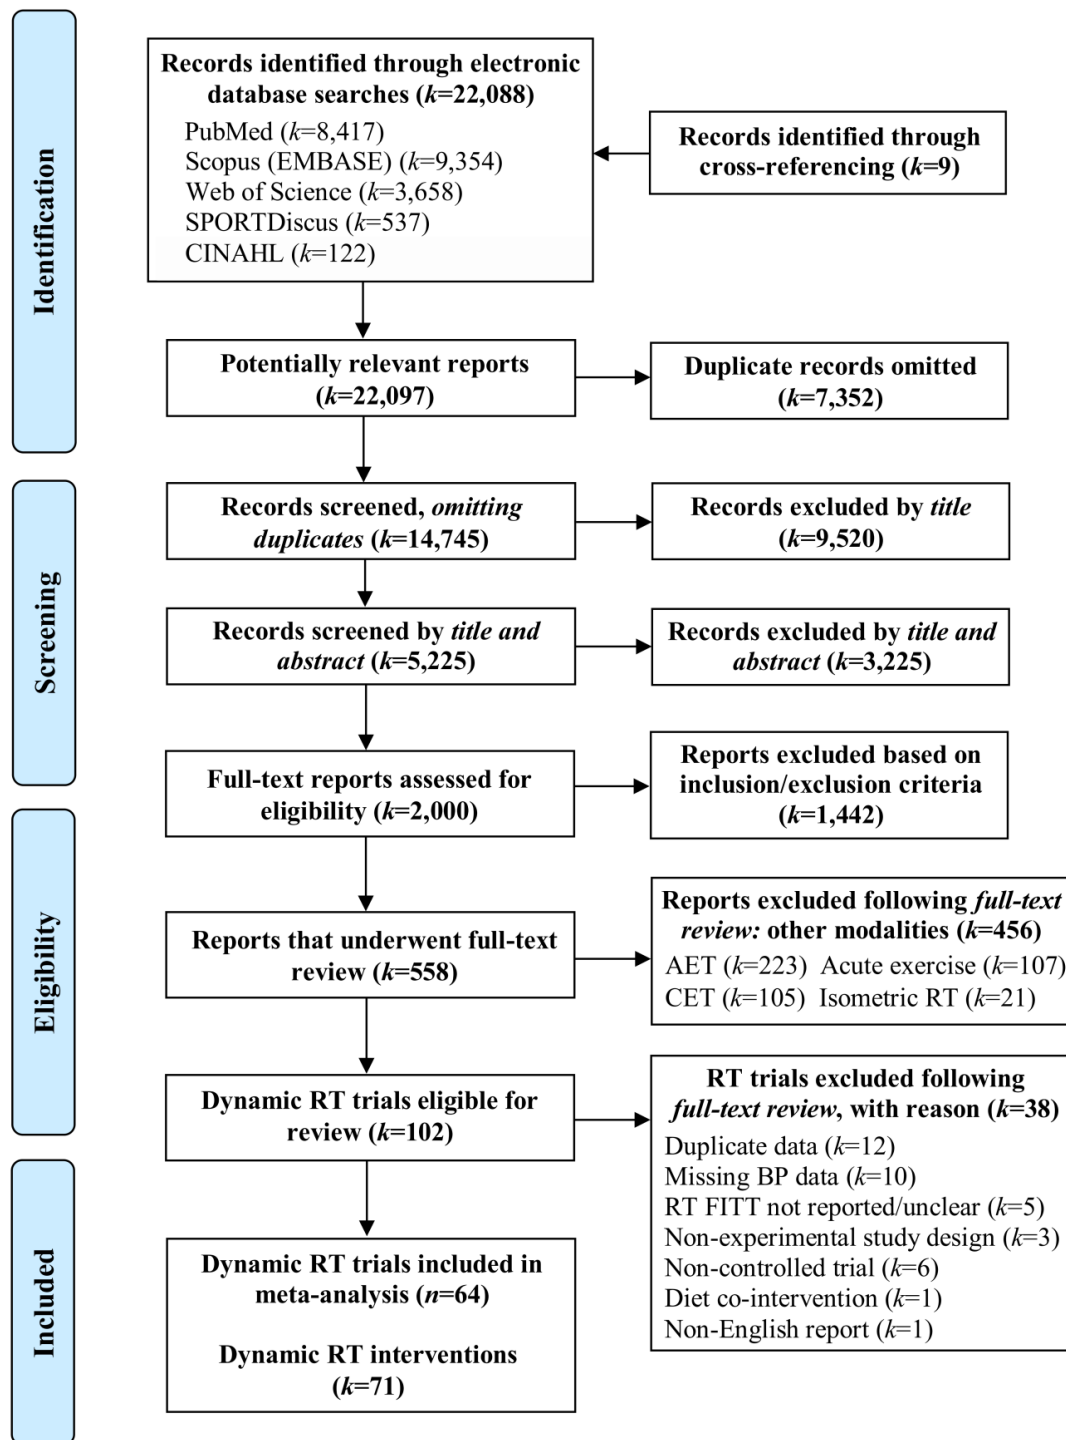 Identification
Records identified through electronic
database searches (k=22,088)
PubMed (k=8,417)
Scopus (EMBASE) (k=9,354)
Web of Science (k=3,658)
SPORTDiscus (k=537)
CINAHL (k=122)
Records identified through
cross-referencing (k=9)
Potentially relevant reports
(k=22,097)
Duplicate records omitted
(k=7,352)
Screening
Records screened, omitting
duplicates (k=14,745)
Records excluded by title
(k=9,520)
Records screened by title and
abstract (k=5,225)
Records excluded by title and
abstract (k=3,225)
Full-text reports assessed for
eligibility (k=2,000)
Reports excluded based on
inclusion/exclusion criteria
(k=1,442)
Eligibility
Reports that underwent full-text
review (k=558)
Reports excluded following full-text
review: other modalities (k=456)
AET (k=223) Acute exercise (k=107)
CET (k=105) Isometric RT (k=21)
Dynamic RT trials eligible for
review (k=102)
RT trials excluded following
full-text review, with reason (k=38)
Duplicate data (k=12)
Missing BP data (k=10)
RT FITT not reported/unclear (k=5)
Non-experimental study design (k=3)
Non-controlled trial (k=6)
Diet co-intervention (k=1)
Non-English report (k=1)
Included
Dynamic RT trials included in
meta-analysis (n=64)
Dynamic RT interventions
(k=71)